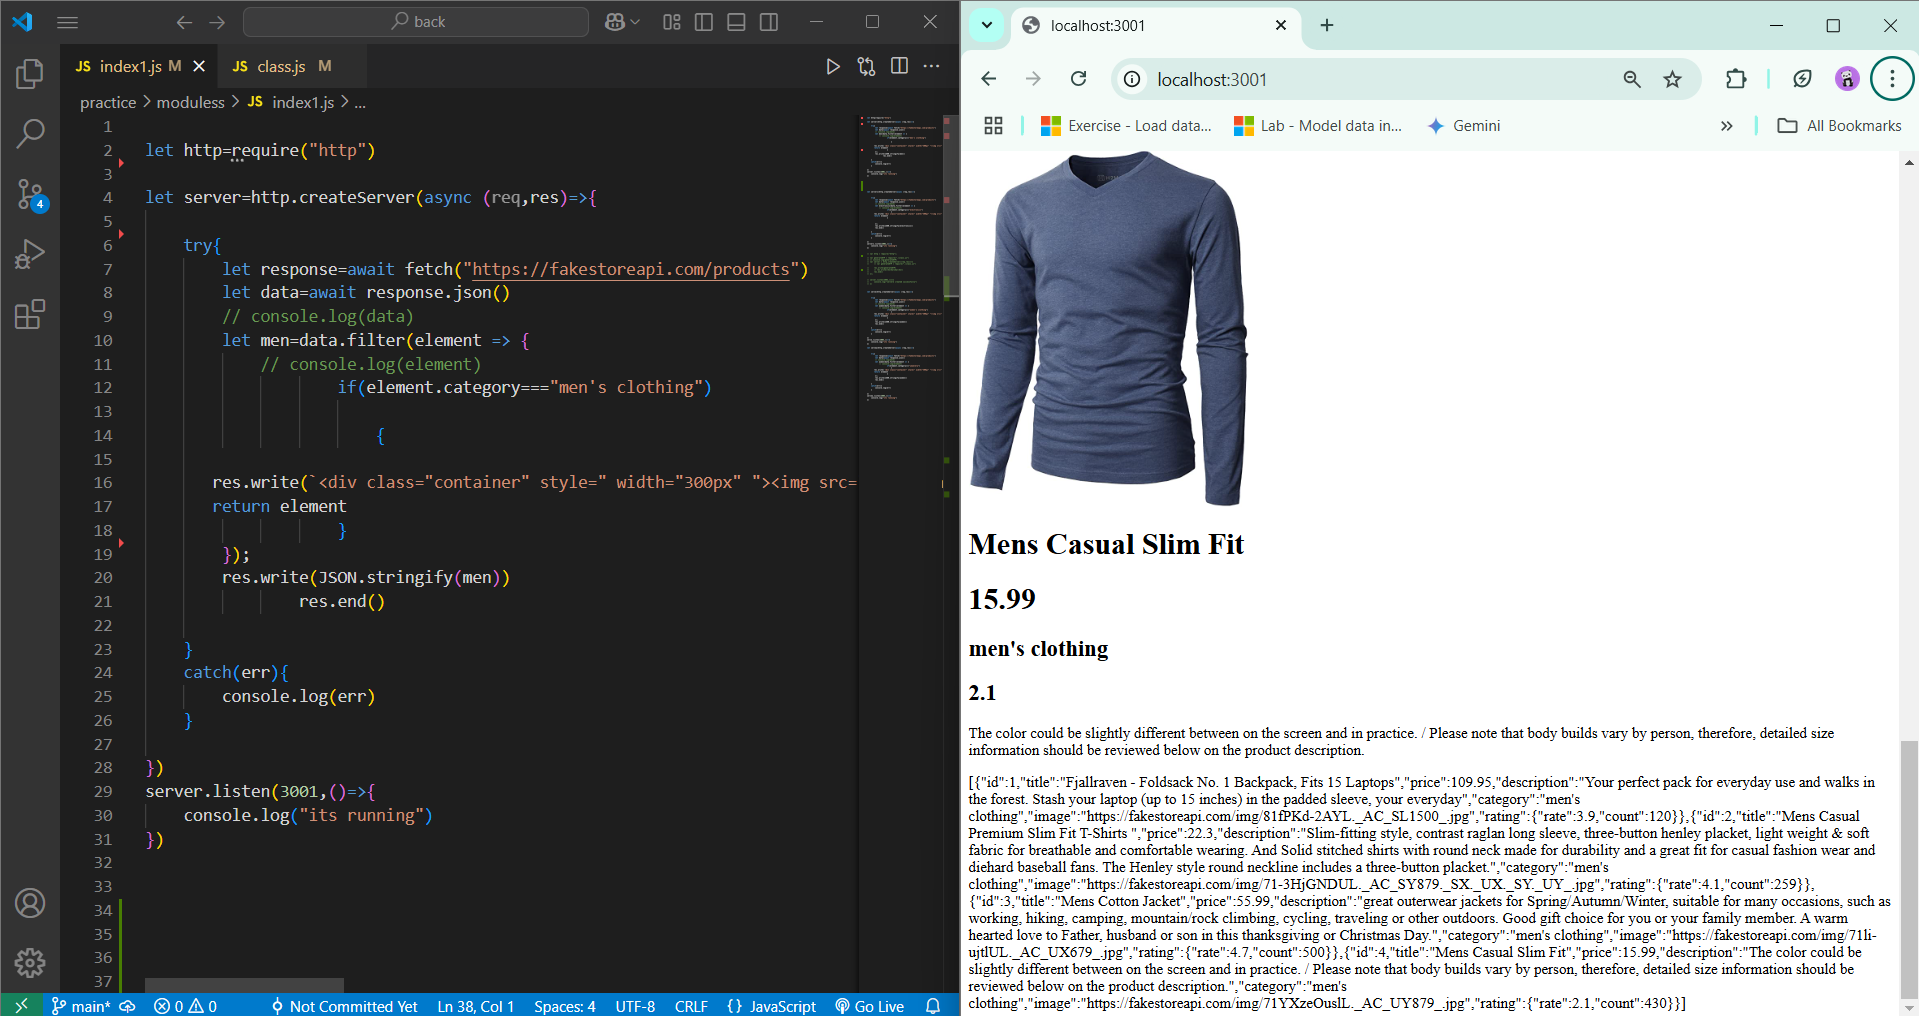 back
JS index1.js M
JS class.js M
practice > moduless > JS index1.js > ...
1
2 let http=require("http")
3
4 let server=http.createServer(async (req,res)=>{
5
6 try{
7 let response=await fetch("https://fakestoreapi.com/products")
8 let data=await response.json()
9 // console.log(data)
10 let men=data.filter(element => {
11 // console.log(element)
12 if(element.category==="men's clothing")
13
14 {
15
16 res.write(`<div class="container" style=" width="300px" "><img src=
17 return element
18 }
19 });
20 res.write(JSON.stringify(men))
21 res.end()
22
23 }
24 catch(err){
25 console.log(err)
26 }
27
28 })
29 server.listen(3001,()=>{
30 console.log("its running")
31 })
32
33
34
35
36
37
4
main* 0 0 Not Committed Yet Ln 38, Col 1 Spaces: 4 UTF-8 CRLF {} JavaScript Go Live
localhost:3001
localhost:3001
Exercise - Load data... Lab - Model data in... Gemini » All Bookmarks
Mens Casual Slim Fit
15.99
men's clothing
2.1
The color could be slightly different between on the screen and in practice. / Please note that body builds vary by person, therefore, detailed size
information should be reviewed below on the product description.
[{"id":1,"title":"Fjallraven - Foldsack No. 1 Backpack, Fits 15 Laptops","price":109.95,"description":"Your perfect pack for everyday use and walks in
the forest. Stash your laptop (up to 15 inches) in the padded sleeve, your everyday","category":"men's
clothing","image":"https://fakestoreapi.com/img/81fPKd-2AYL._AC_SL1500_.jpg","rating":{"rate":3.9,"count":120}},{"id":2,"title":"Mens Casual
Premium Slim Fit T-Shirts ","price":22.3,"description":"Slim-fitting style, contrast raglan long sleeve, three-button henley placket, light weight & soft
fabric for breathable and comfortable wearing. And Solid stitched shirts with round neck made for durability and a great fit for casual fashion wear and
diehard baseball fans. The Henley style round neckline includes a three-button placket.","category":"men's
clothing","image":"https://fakestoreapi.com/img/71-3HjGNDUL._AC_SY879._SX._UX._SY._UY_.jpg","rating":{"rate":4.1,"count":259}},
{"id":3,"title":"Mens Cotton Jacket","price":55.99,"description":"great outerwear jackets for Spring/Autumn/Winter, suitable for many occasions, such as
working, hiking, camping, mountain/rock climbing, cycling, traveling or other outdoors. Good gift choice for you or your family member. A warm
hearted love to Father, husband or son in this thanksgiving or Christmas Day.","category":"men's clothing","image":"https://fakestoreapi.com/img/71li-
ujtlUL._AC_UX679_.jpg","rating":{"rate":4.7,"count":500}},{"id":4,"title":"Mens Casual Slim Fit","price":15.99,"description":"The color could be
slightly different between on the screen and in practice. / Please note that body builds vary by person, therefore, detailed size information should be
reviewed below on the product description.","category":"men's
clothing","image":"https://fakestoreapi.com/img/71YXzeOuslL._AC_UY879_.jpg","rating":{"rate":2.1,"count":430}}]